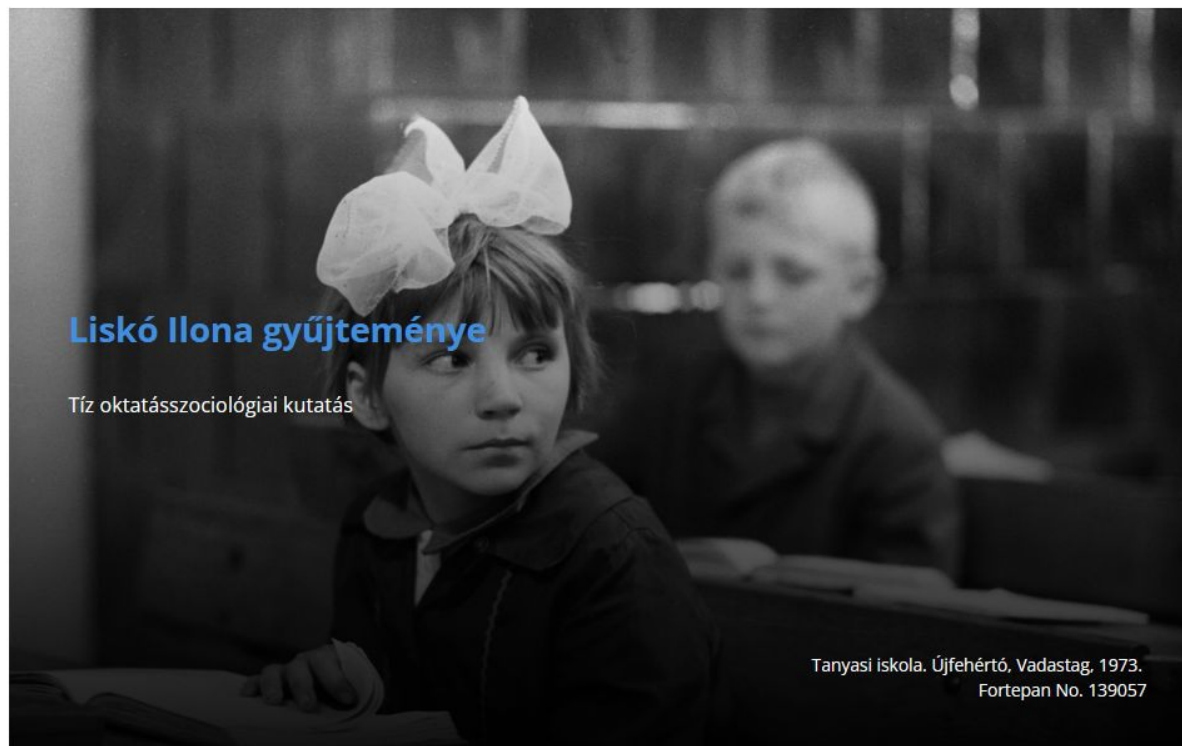 Liskó Ilona gyűjteménye
Tíz oktatásszociológiai kutatás
Tanyasi iskola. Újfehértó, Vadastag, 1973.
Fortepan No. 139057